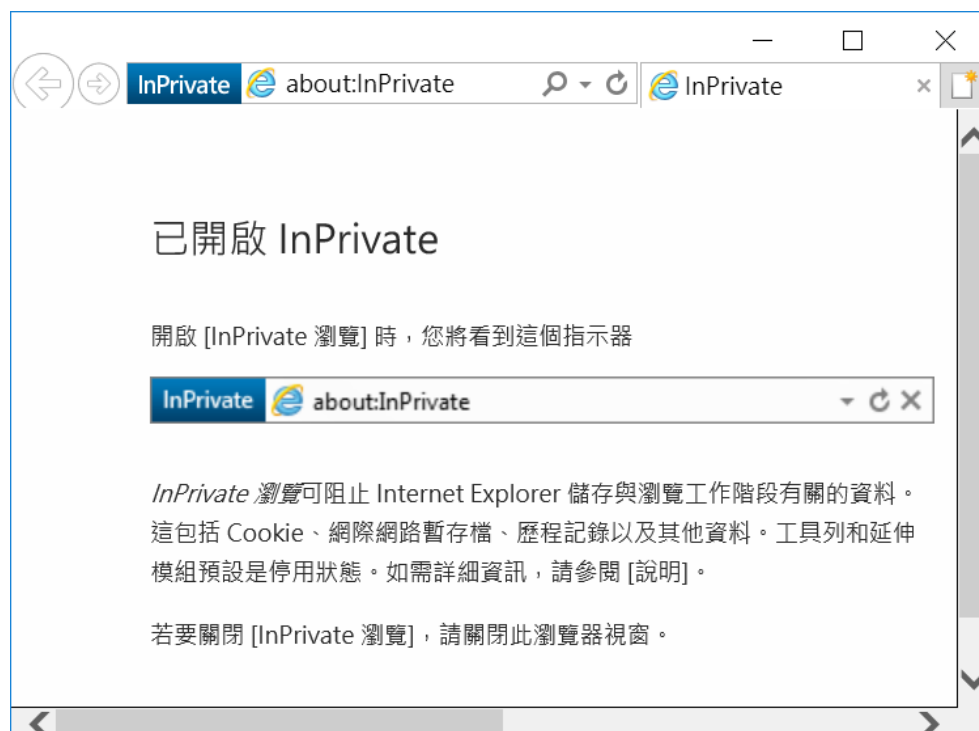 InPrivate about:InPrivate InPrivate
已開啟 InPrivate
開啟 [InPrivate 瀏覽] 時，您將看到這個指示器
InPrivate about:InPrivate
InPrivate 瀏覽可阻止 Internet Explorer 儲存與瀏覽工作階段有關的資料。
這包括 Cookie、網際網路暫存檔、歷程記錄以及其他資料。工具列和延伸
模組預設是停用狀態。如需詳細資訊，請參閱 [說明]。
若要關閉 [InPrivate 瀏覽]，請關閉此瀏覽器視窗。